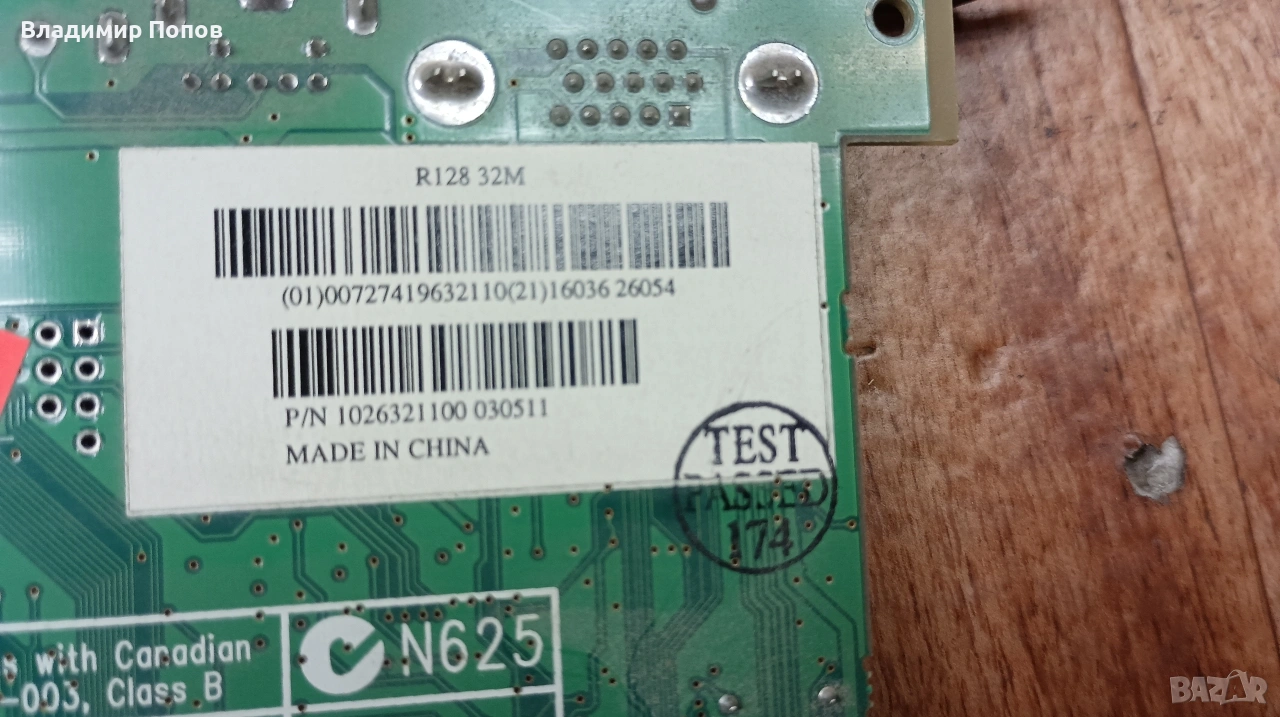 Владимир Попов
R128 32M
(01)00727419632110(21)16036 26054
P/N 1026321100 030511
MADE IN CHINA
TEST
PASSED
174
s with Canadian
-003, Class B
N625
BAZAR